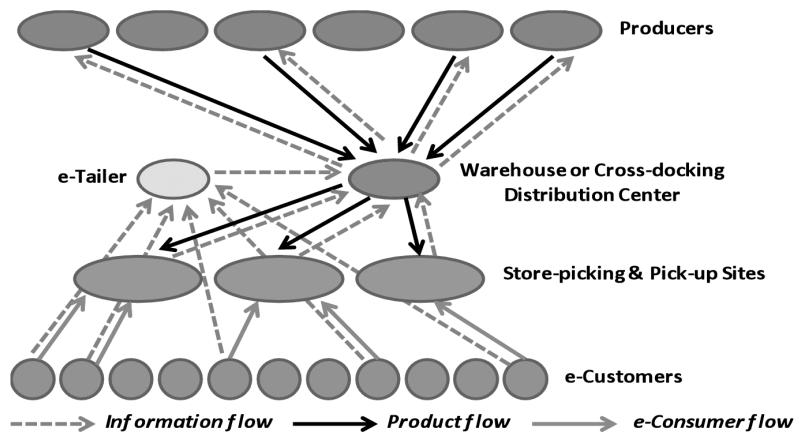 Producers
e-Tailer
Warehouse or Cross-docking
Distribution Center
Store-picking & Pick-up Sites
e-Customers
Information flow
Product flow
e-Consumer flow